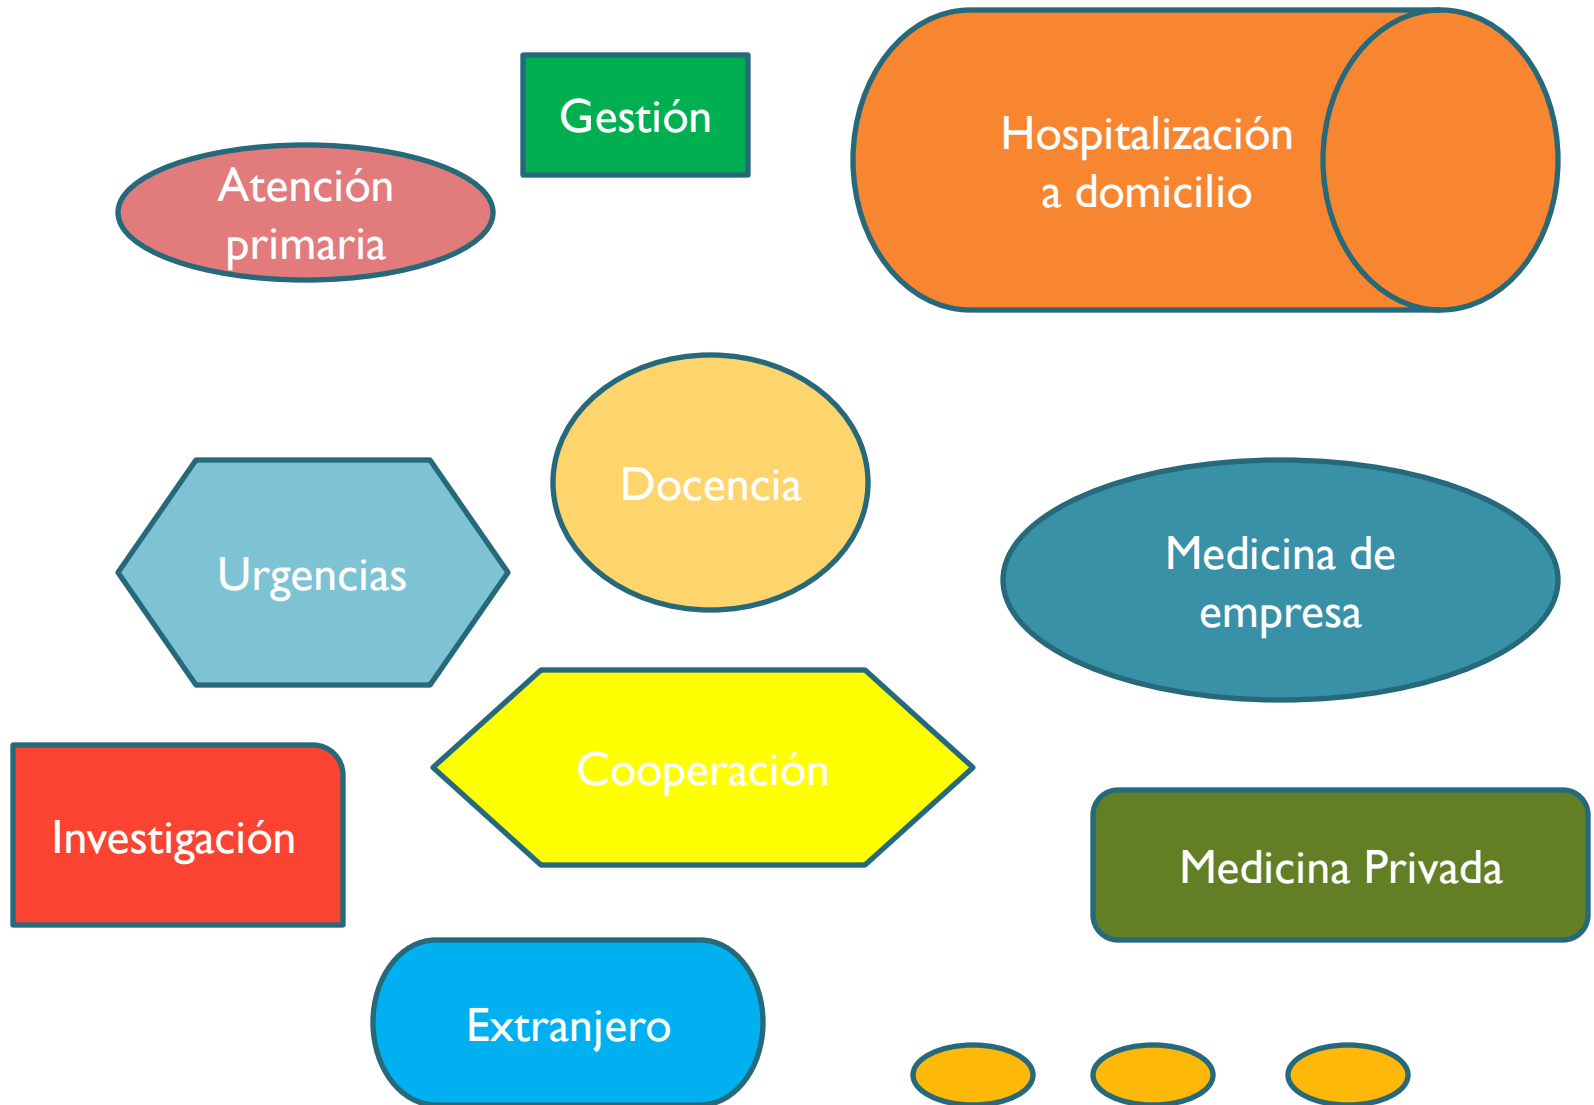 Gestión
Hospitalización
a domicilio
Atención
primaria
Docencia
Urgencias
Medicina de
empresa
Cooperación
Investigación
Medicina Privada
Extranjero